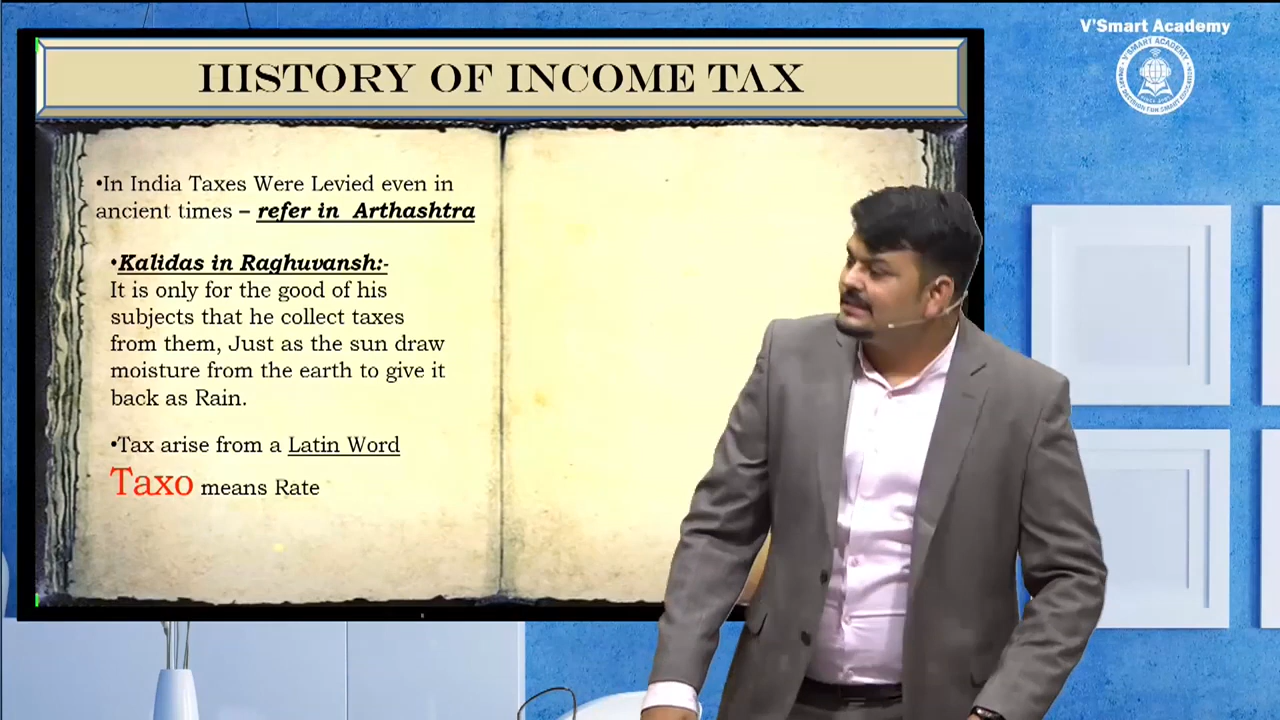 V'Smart Academy
HISTORY OF INCOME TAX
•In India Taxes Were Levied even in
ancient times – refer in Arthashtra
•Kalidas in Raghuvansh:-
It is only for the good of his
subjects that he collect taxes
from them, Just as the sun draw
moisture from the earth to give it
back as Rain.
•Tax arise from a Latin Word
Taxo means Rate